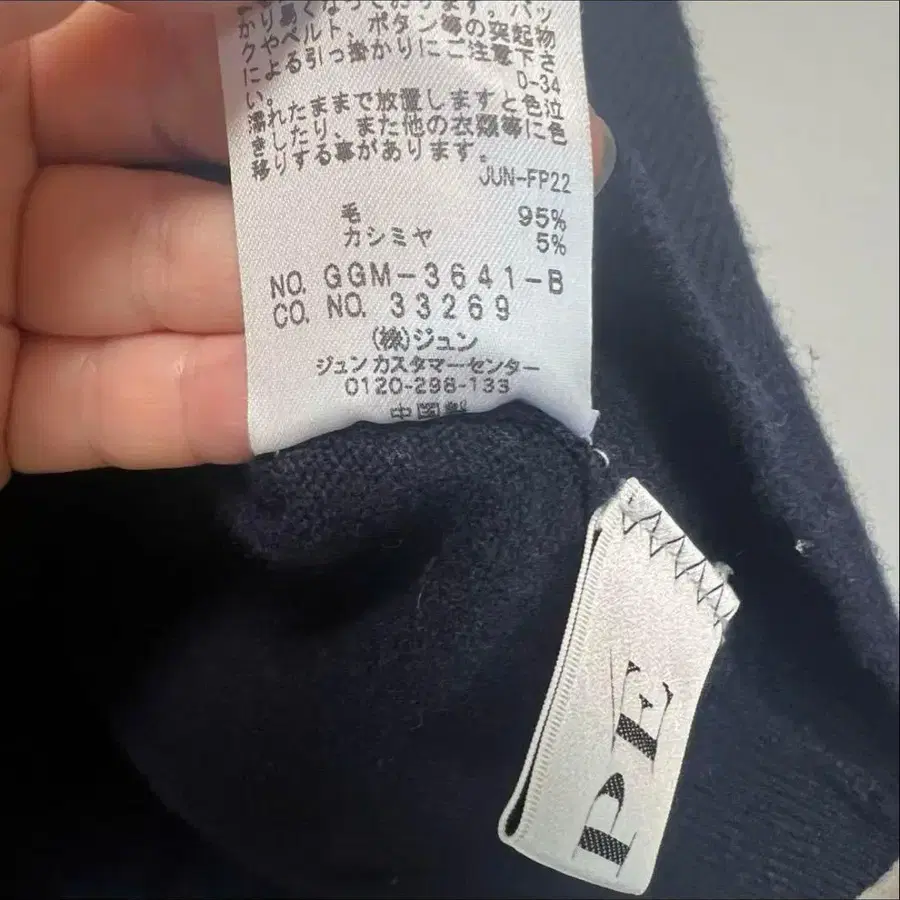 かり易くなっております。バッ
クやベルト、ボタン等の突起物
による引っ掛かりにご注意下さ
い。
D-34
濡れたままで放置しますと色泣
きしたり、また他の衣類等に色
移りする事があります。
JUN-FP22
毛 95%
カシミヤ 5%
NO. GGM-3641-B
CO. NO. 33269
(株)ジュン
ジュンカスタマーセンター
0120-298-133
中国製
PE